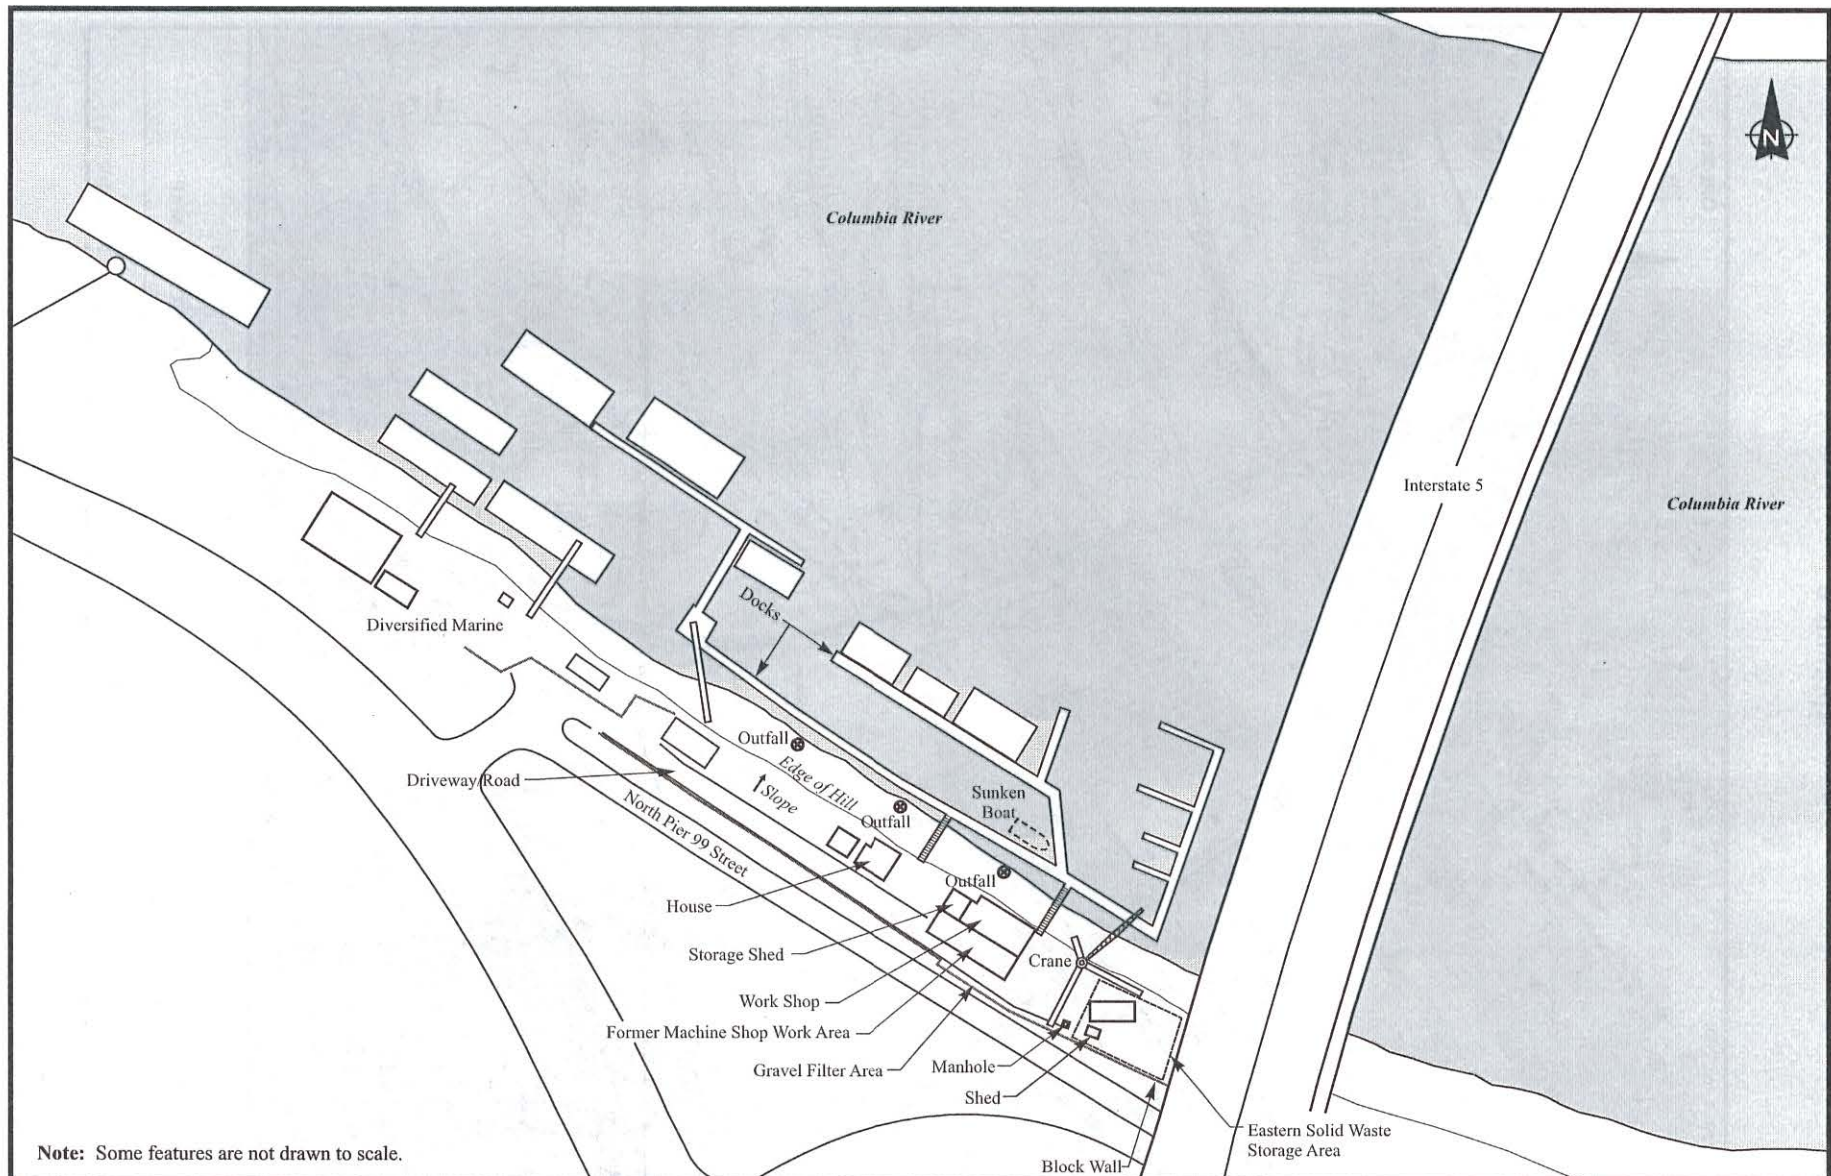 N
Columbia River
Interstate 5
Columbia River
Docks
Diversified Marine
Outfall
Edge of Hill
Driveway/Road
Slope
Sunken
Boat
North Pier 99 Street
Outfall
Outfall
House
Storage Shed
Crane
Work Shop
Former Machine Shop Work Area
Gravel Filter Area
Manhole
Shed
Eastern Solid Waste
Storage Area
Block Wall
Note: Some features are not drawn to scale.